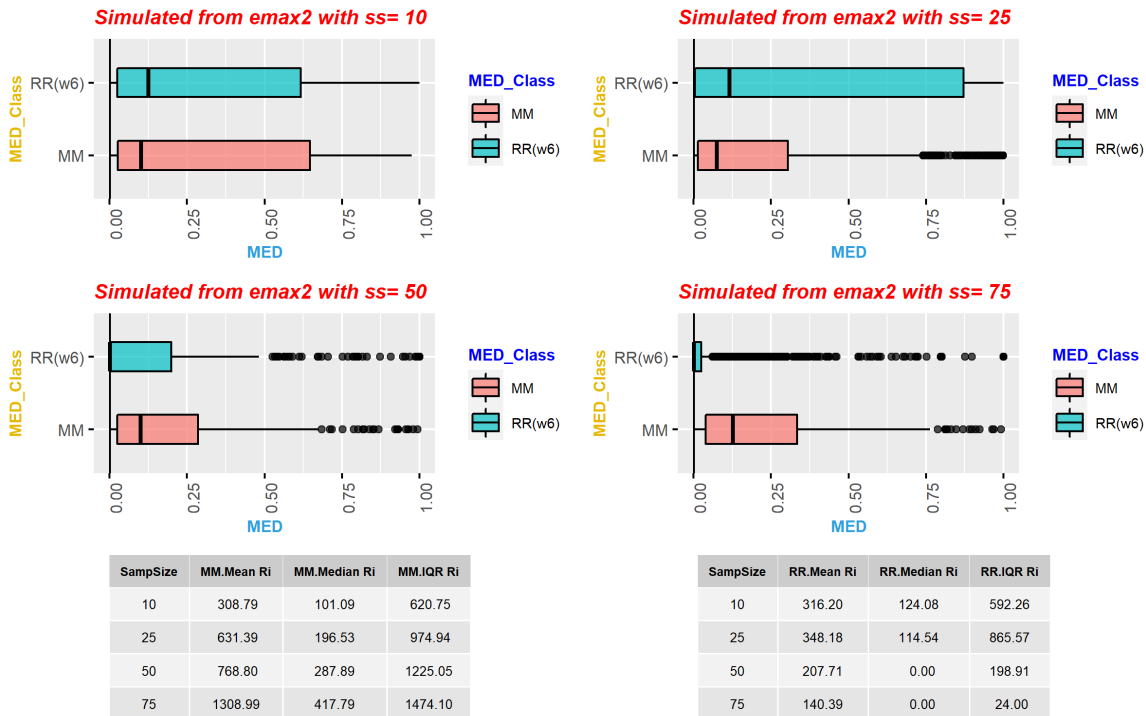 Simulated from emax2 with ss= 10
MED_Class
RR(w6)
MM
0.00 0.25 0.50 0.75 1.00
MED
MED_Class
MM
RR(w6)
Simulated from emax2 with ss= 25
MED_Class
RR(w6)
MM
0.00 0.25 0.50 0.75 1.00
MED
MED_Class
MM
RR(w6)
Simulated from emax2 with ss= 50
MED_Class
RR(w6)
MM
0.00 0.25 0.50 0.75 1.00
MED
MED_Class
MM
RR(w6)
Simulated from emax2 with ss= 75
MED_Class
RR(w6)
MM
0.00 0.25 0.50 0.75 1.00
MED
MED_Class
MM
RR(w6)
SampSize MM.Mean Ri MM.Median Ri MM.IQR Ri
10 308.79 101.09 620.75
25 631.39 196.53 974.94
50 768.80 287.89 1225.05
75 1308.99 417.79 1474.10
SampSize RR.Mean Ri RR.Median Ri RR.IQR Ri
10 316.20 124.08 592.26
25 348.18 114.54 865.57
50 207.71 0.00 198.91
75 140.39 0.00 24.00